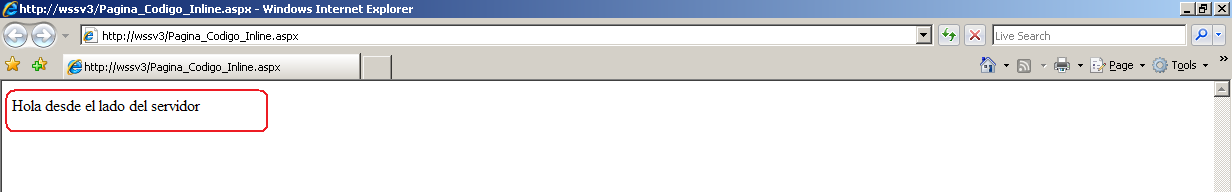 http://wssv3/Pagina_Codigo_Inline.aspx - Windows Internet Explorer
http://wssv3/Pagina_Codigo_Inline.aspx
Live Search
http://wssv3/Pagina_Codigo_Inline.aspx
Page
Tools
Hola desde el lado del servidor